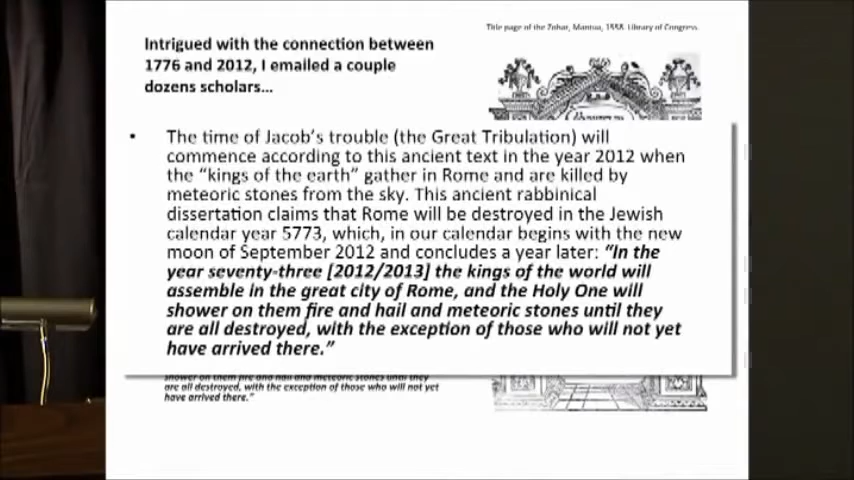 Title page of the Zohar, Mantua, 1558. Library of Congress.
Intrigued with the connection between
1776 and 2012, I emailed a couple
dozens scholars...
• The time of Jacob's trouble (the Great Tribulation) will
commence according to this ancient text in the year 2012 when
the “kings of the earth” gather in Rome and are killed by
meteoric stones from the sky. This ancient rabbinical
dissertation claims that Rome will be destroyed in the Jewish
calendar year 5773, which, in our calendar begins with the new
moon of September 2012 and concludes a year later: “In the
year seventy-three [2012/2013] the kings of the world will
assemble in the great city of Rome, and the Holy One will
shower on them fire and hail and meteoric stones until they
are all destroyed, with the exception of those who will not yet
have arrived there.”
shower on them fire and hail and meteoric stones until they
are all destroyed, with the exception of those who will not yet
have arrived there.”